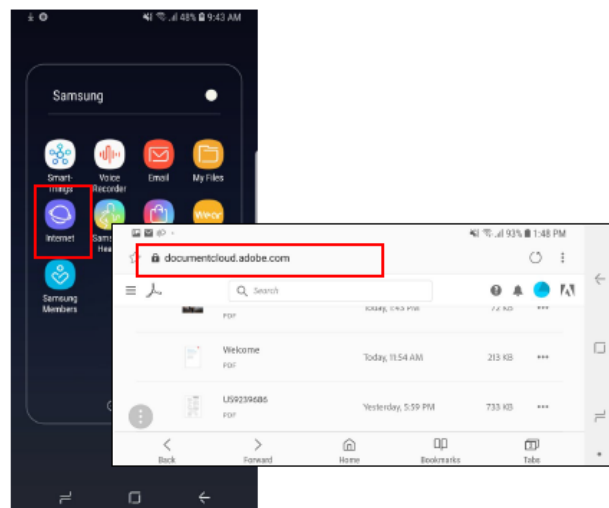 48% 9:43 AM
Samsung
Smart- Voice Email My Files
Things Recorder
Internet
Samsung
Members
93% 1:48 PM
documentcloud.adobe.com
Search
PDF 72 KB
Welcome
PDF Today, 11:54 AM 213 KB
US9239686
PDF Yesterday, 5:59 PM 733 KB
Back Forward Home Bookmarks Tabs